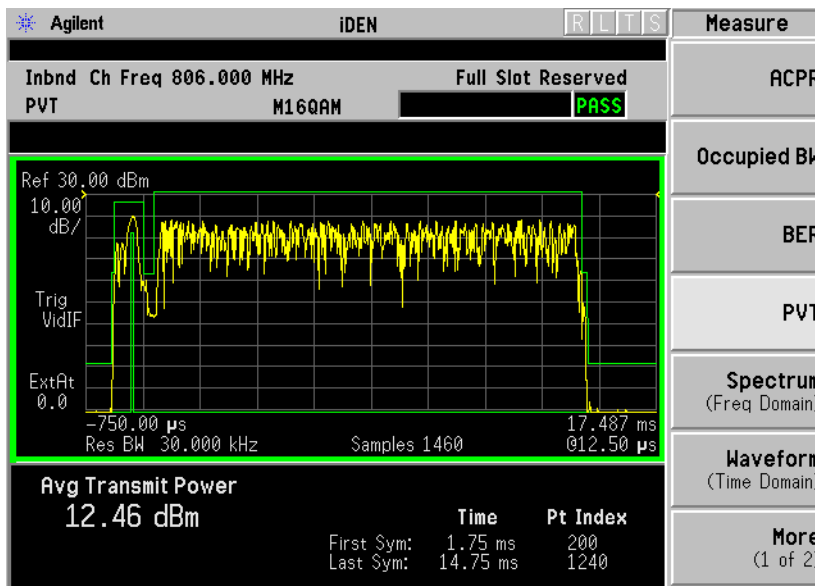 Agilent iDEN R L T S Measure
Inbnd Ch Freq 806.000 MHz Full Slot Reserved
PVT M16QAM PASS
ACPR
Occupied BW
BER
PVT
Spectrum
(Freq Domain)
Waveform
(Time Domain)
More
(1 of 2)
Ref 30.00 dBm
10.00
dB/
Trig
VidIF
ExtAt
0.0
-750.00 µs 17.487 ms
Res BW 30.000 kHz Samples 1460 @12.50 µs
Avg Transmit Power
12.46 dBm
Time Pt Index
First Sym: 1.75 ms 200
Last Sym: 14.75 ms 1240